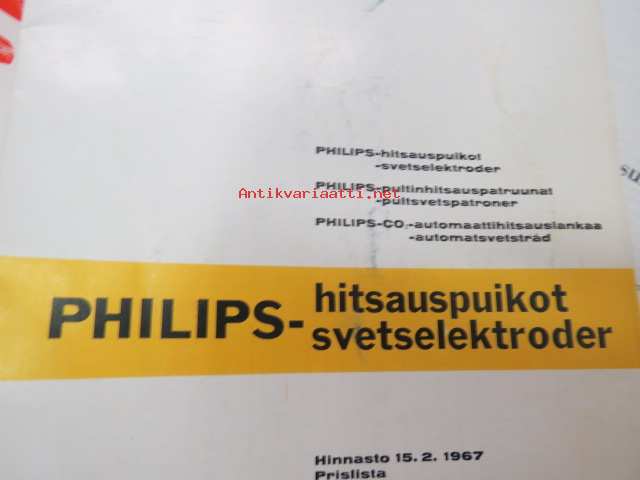 PHILIPS-hitsauspuikot
-svetselektroder
PHILIPS-pultinhitsauspatruunat
-pultsvetspatroner
PHILIPS-CO₂-automaattihitsauslankaa
-automatsvetsträd
Antikvariaatti.net
PHILIPS-hitsauspuikot
svetselektroder
Hinnasto 15. 2. 1967
Prislista